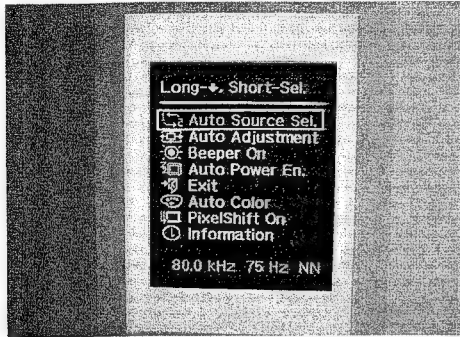 Long-↓, Short-Sel.
Auto Source Sel.
Auto Adjustment
Beeper On
Auto Power En.
Exit
Auto Color
PixelShift On
Information
80.0 kHz 75 Hz NN